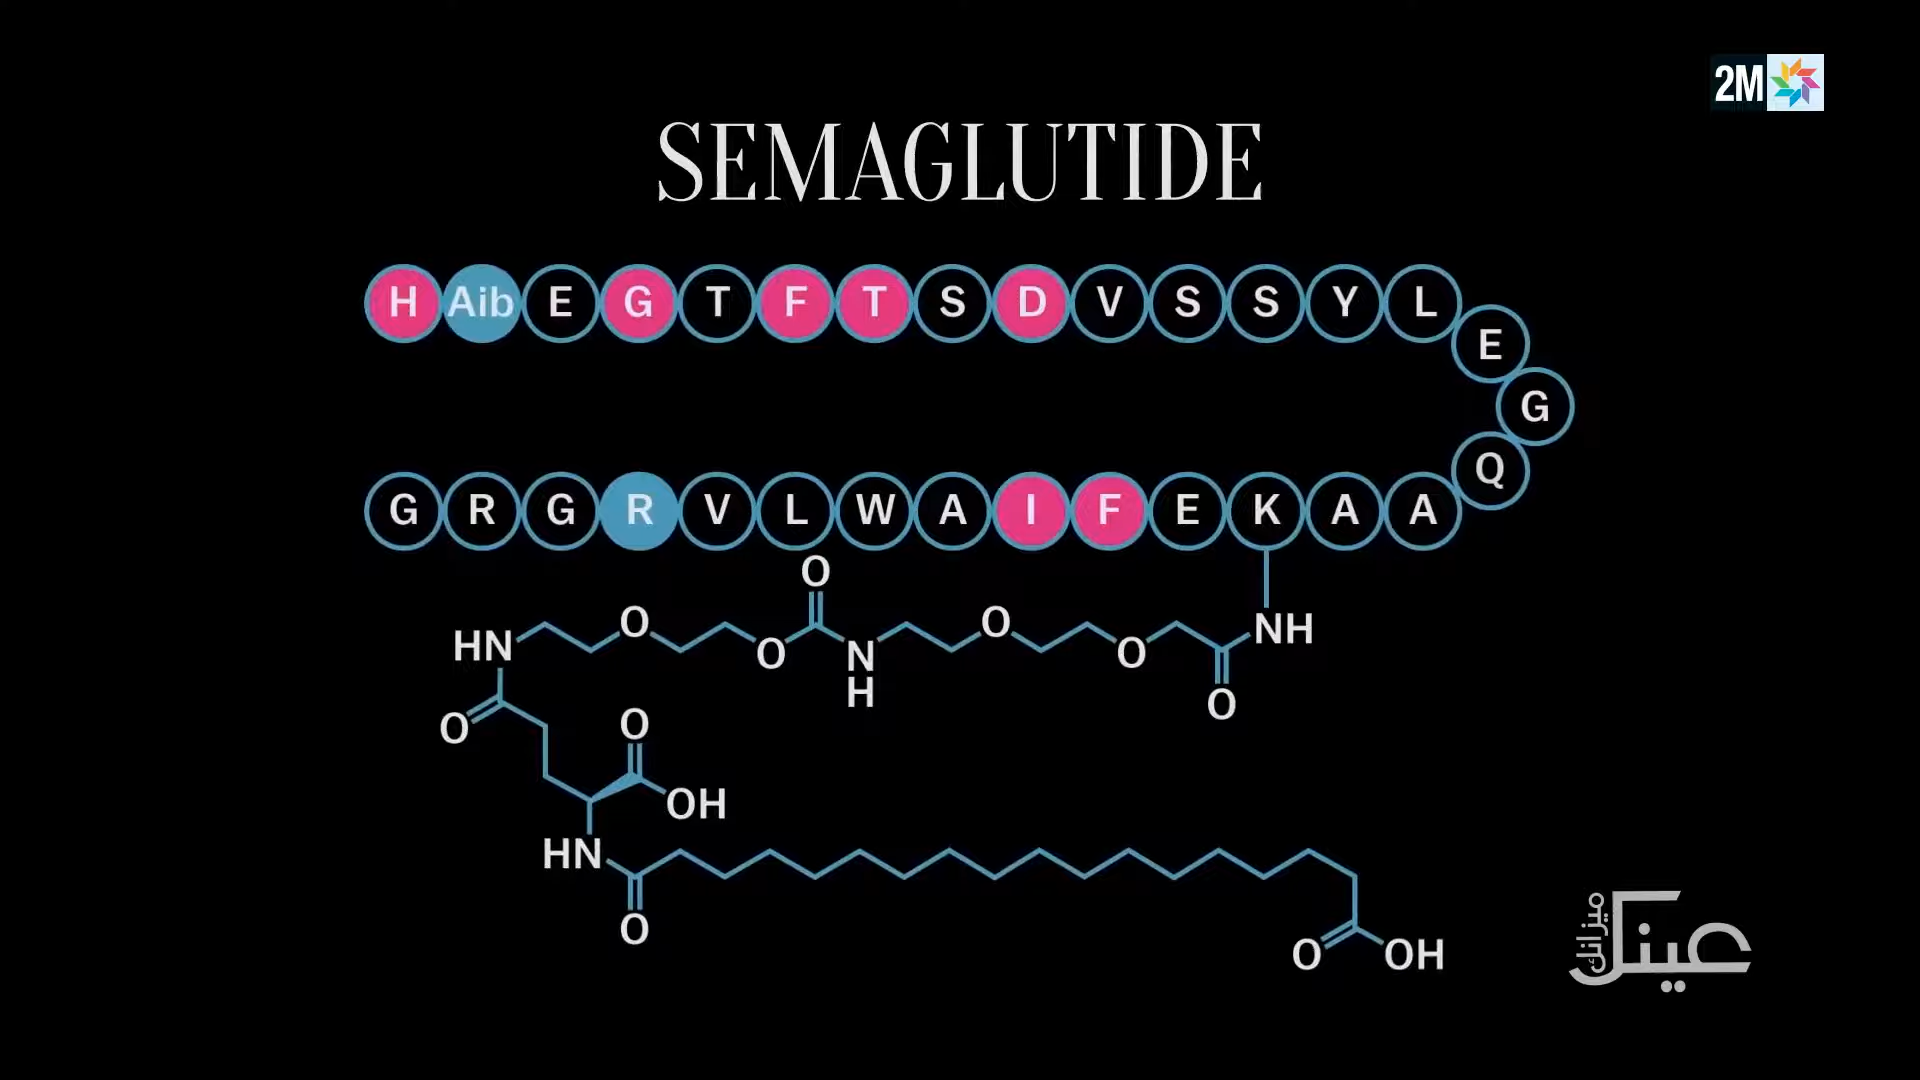 2M
SEMAGLUTIDE
H Aib E G T F T S D V S S Y L
E
G
Q
G R G R V L W A I F E K A A
O
HN O O N H O O NH
O
O O
OH
HN
O
O OH
عينك
ميزانك